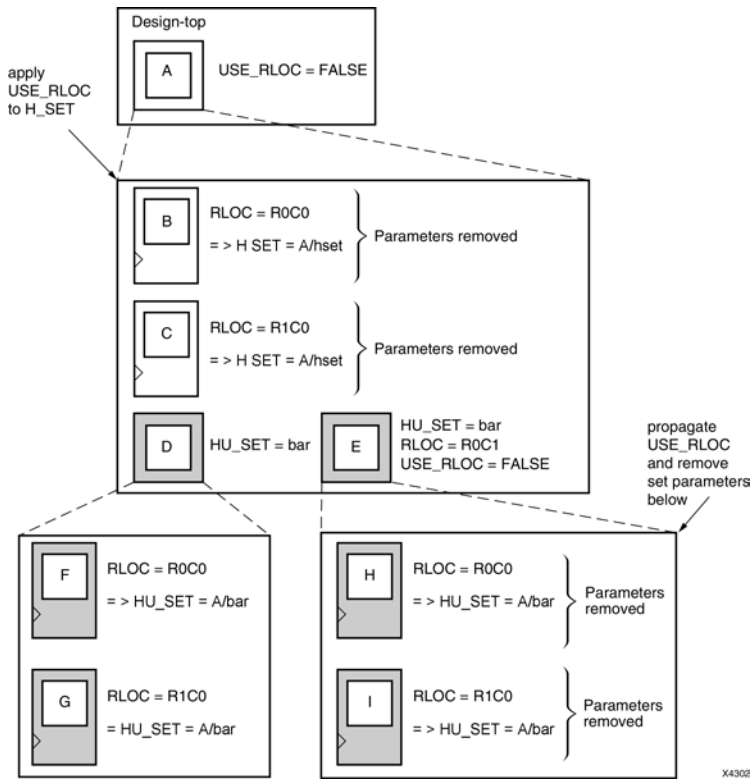 Design-top
A
USE_RLOC = FALSE
apply
USE_RLOC
to H_SET
B
RLOC = R0C0
= > H SET = A/hset
Parameters removed
C
RLOC = R1C0
= > H SET = A/hset
Parameters removed
D
HU_SET = bar
E
HU_SET = bar
RLOC = R0C1
USE_RLOC = FALSE
propagate
USE_RLOC
and remove
set parameters
below
F
RLOC = R0C0
= > HU_SET = A/bar
G
RLOC = R1C0
= HU_SET = A/bar
H
RLOC = R0C0
= > HU_SET = A/bar
Parameters
removed
I
RLOC = R1C0
= > HU_SET = A/bar
Parameters
removed
X4302